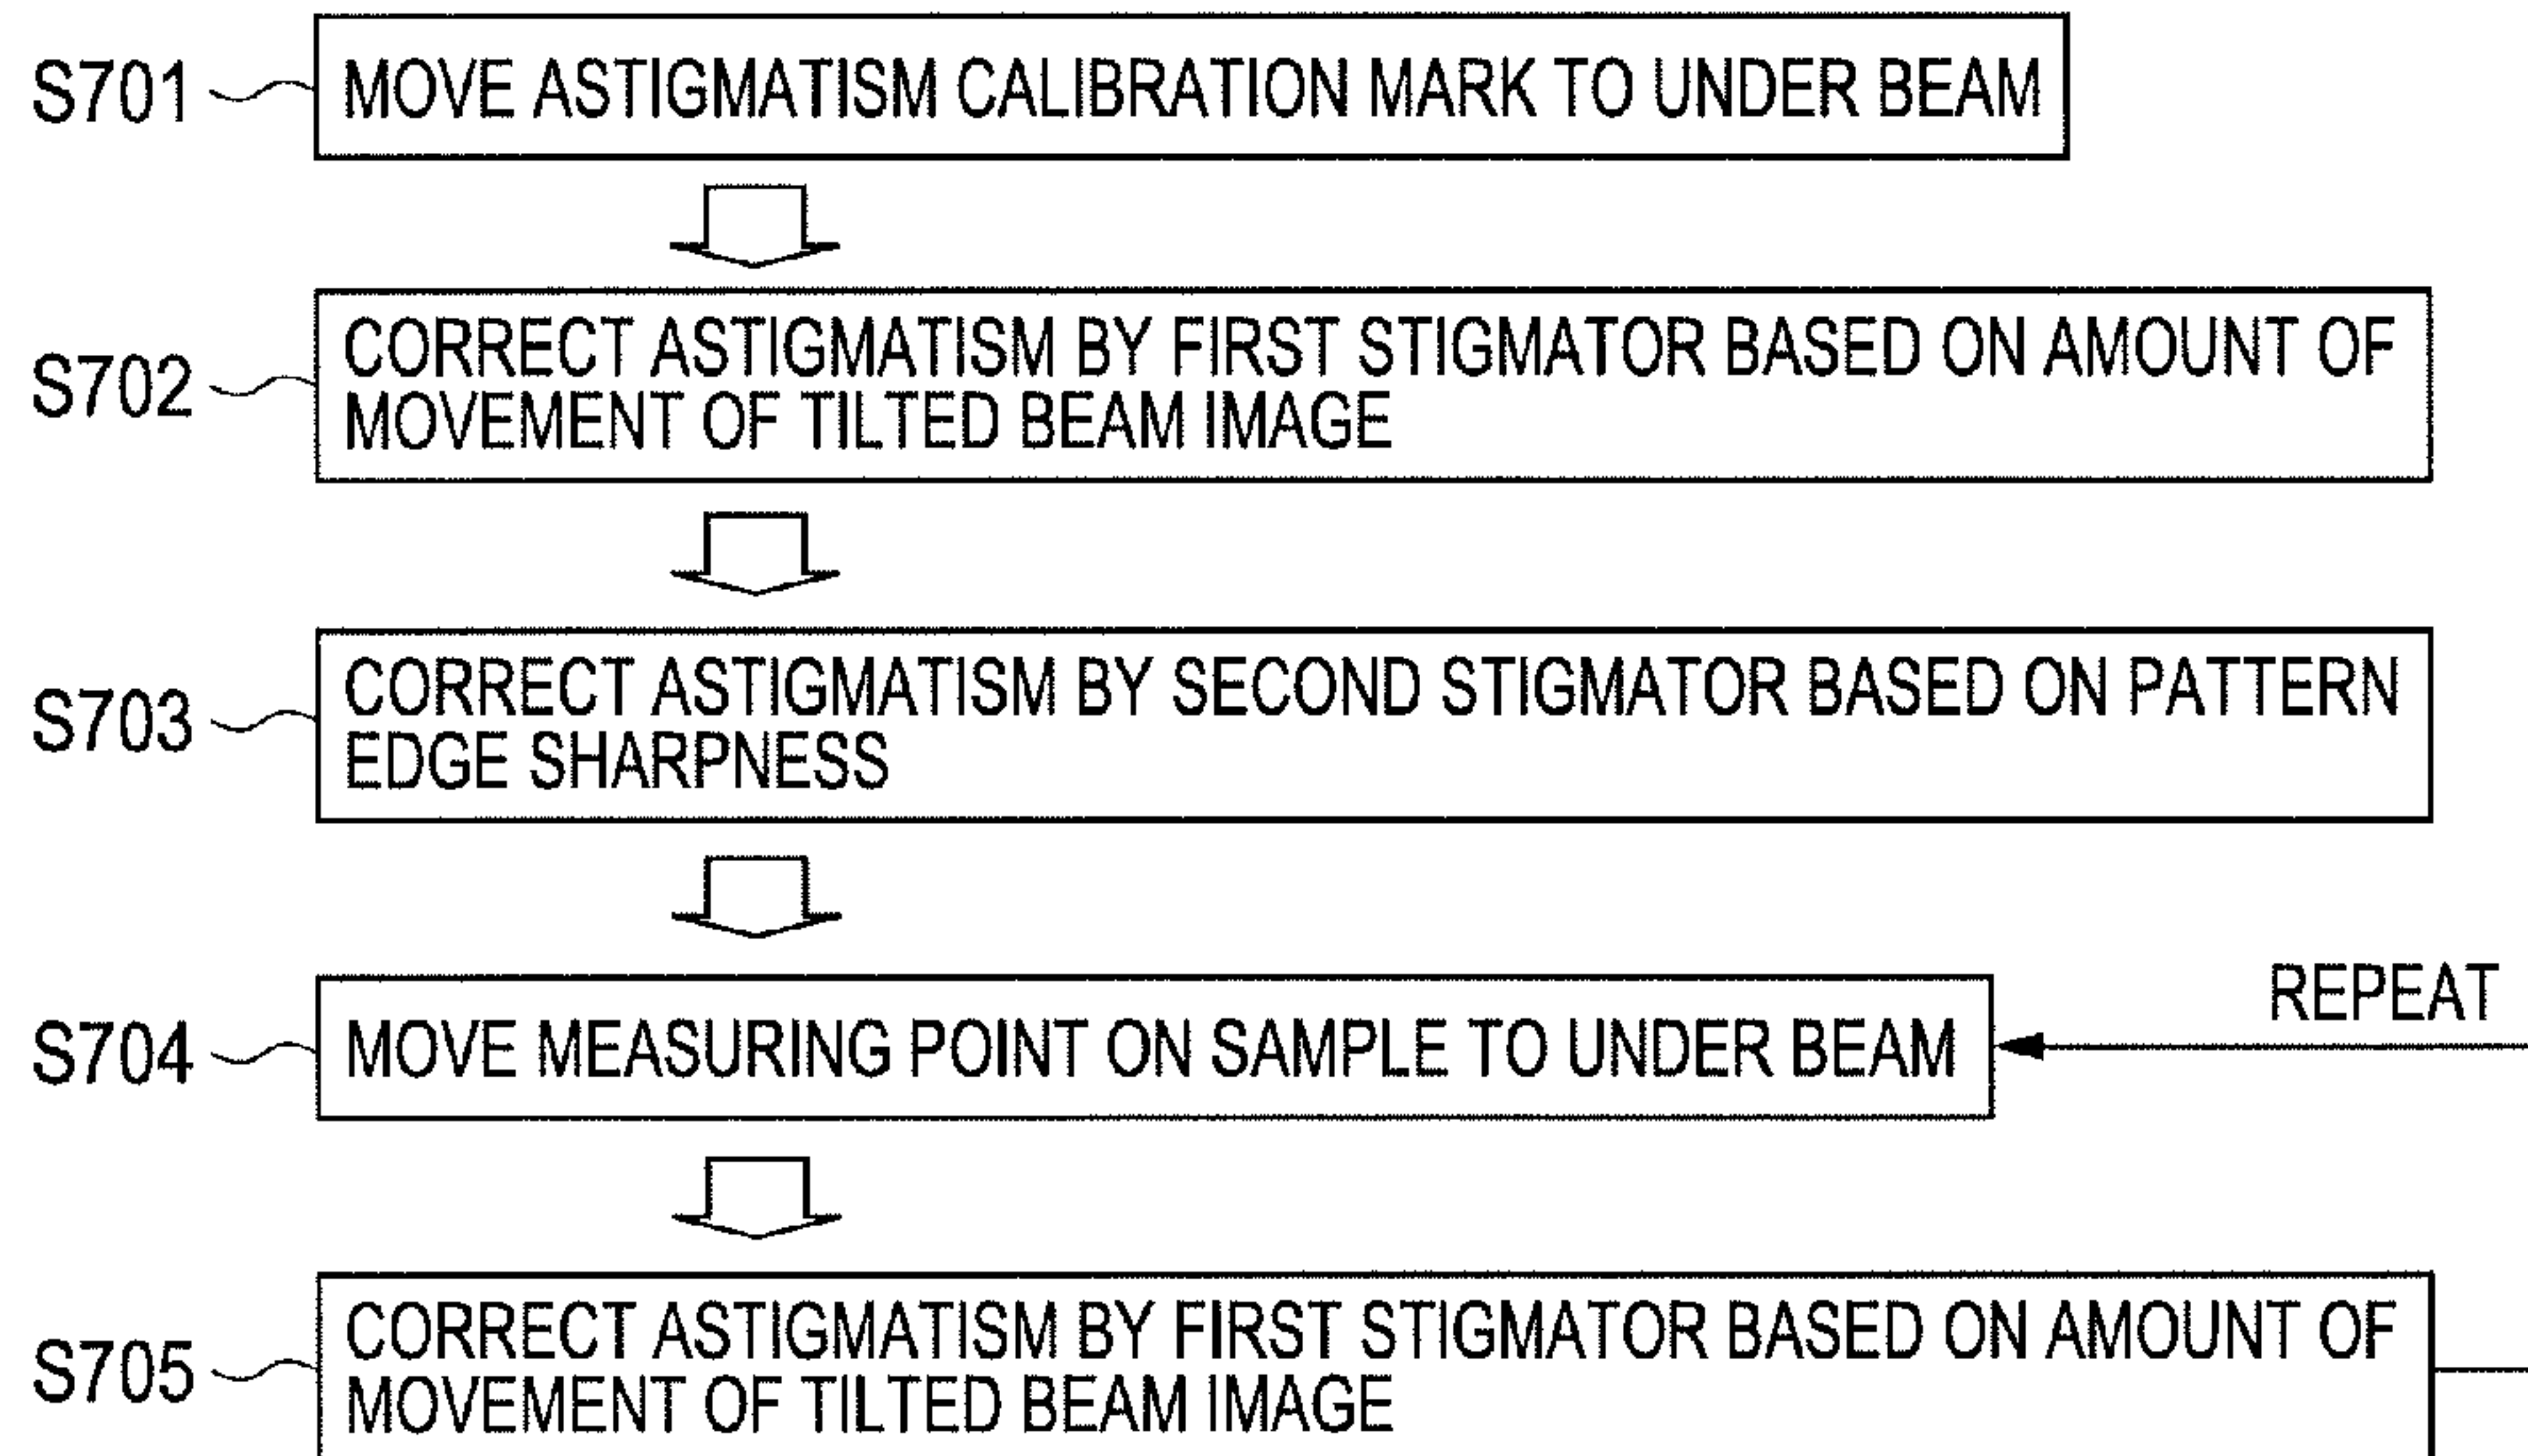 S701 MOVE ASTIGMATISM CALIBRATION MARK TO UNDER BEAM
S702 CORRECT ASTIGMATISM BY FIRST STIGMATOR BASED ON AMOUNT OF
MOVEMENT OF TILTED BEAM IMAGE
S703 CORRECT ASTIGMATISM BY SECOND STIGMATOR BASED ON PATTERN
EDGE SHARPNESS
S704 MOVE MEASURING POINT ON SAMPLE TO UNDER BEAM
REPEAT
S705 CORRECT ASTIGMATISM BY FIRST STIGMATOR BASED ON AMOUNT OF
MOVEMENT OF TILTED BEAM IMAGE